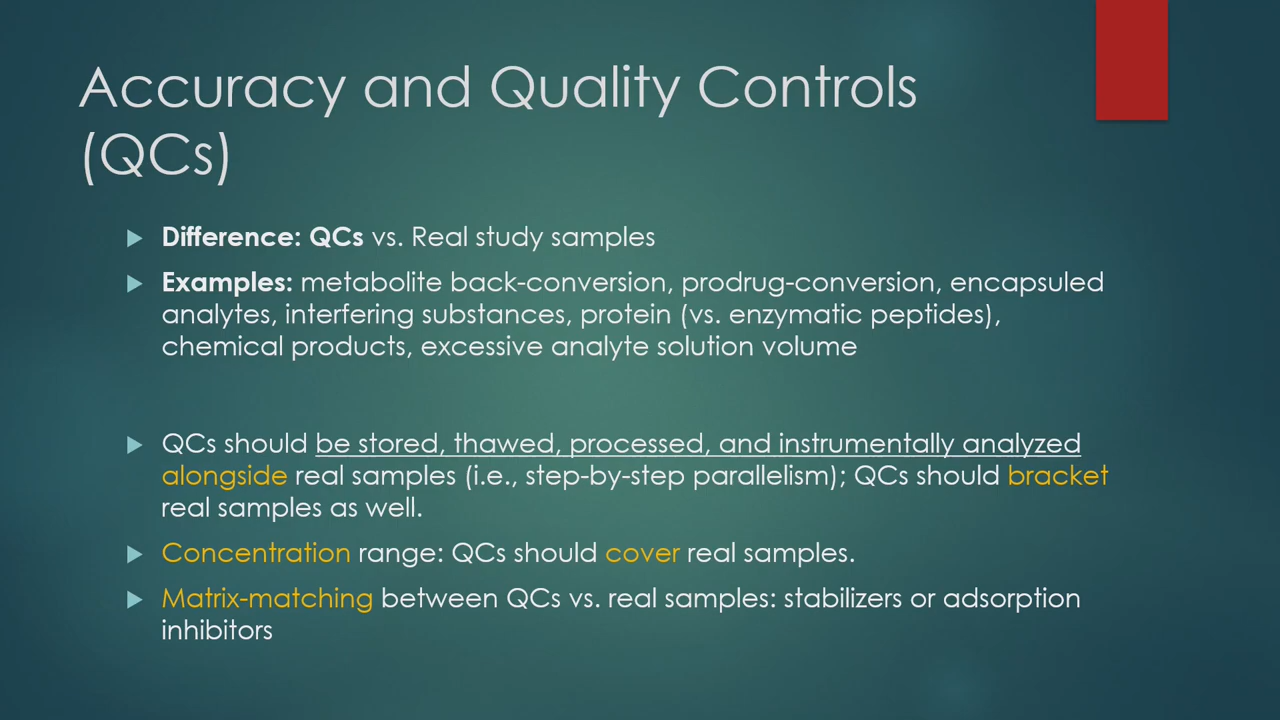 Accuracy and Quality Controls
(QCs)
Difference: QCs vs. Real study samples
Examples: metabolite back-conversion, prodrug-conversion, encapsuled
analytes, interfering substances, protein (vs. enzymatic peptides),
chemical products, excessive analyte solution volume
QCs should be stored, thawed, processed, and instrumentally analyzed
alongside real samples (i.e., step-by-step parallelism); QCs should bracket
real samples as well.
Concentration range: QCs should cover real samples.
Matrix-matching between QCs vs. real samples: stabilizers or adsorption
inhibitors